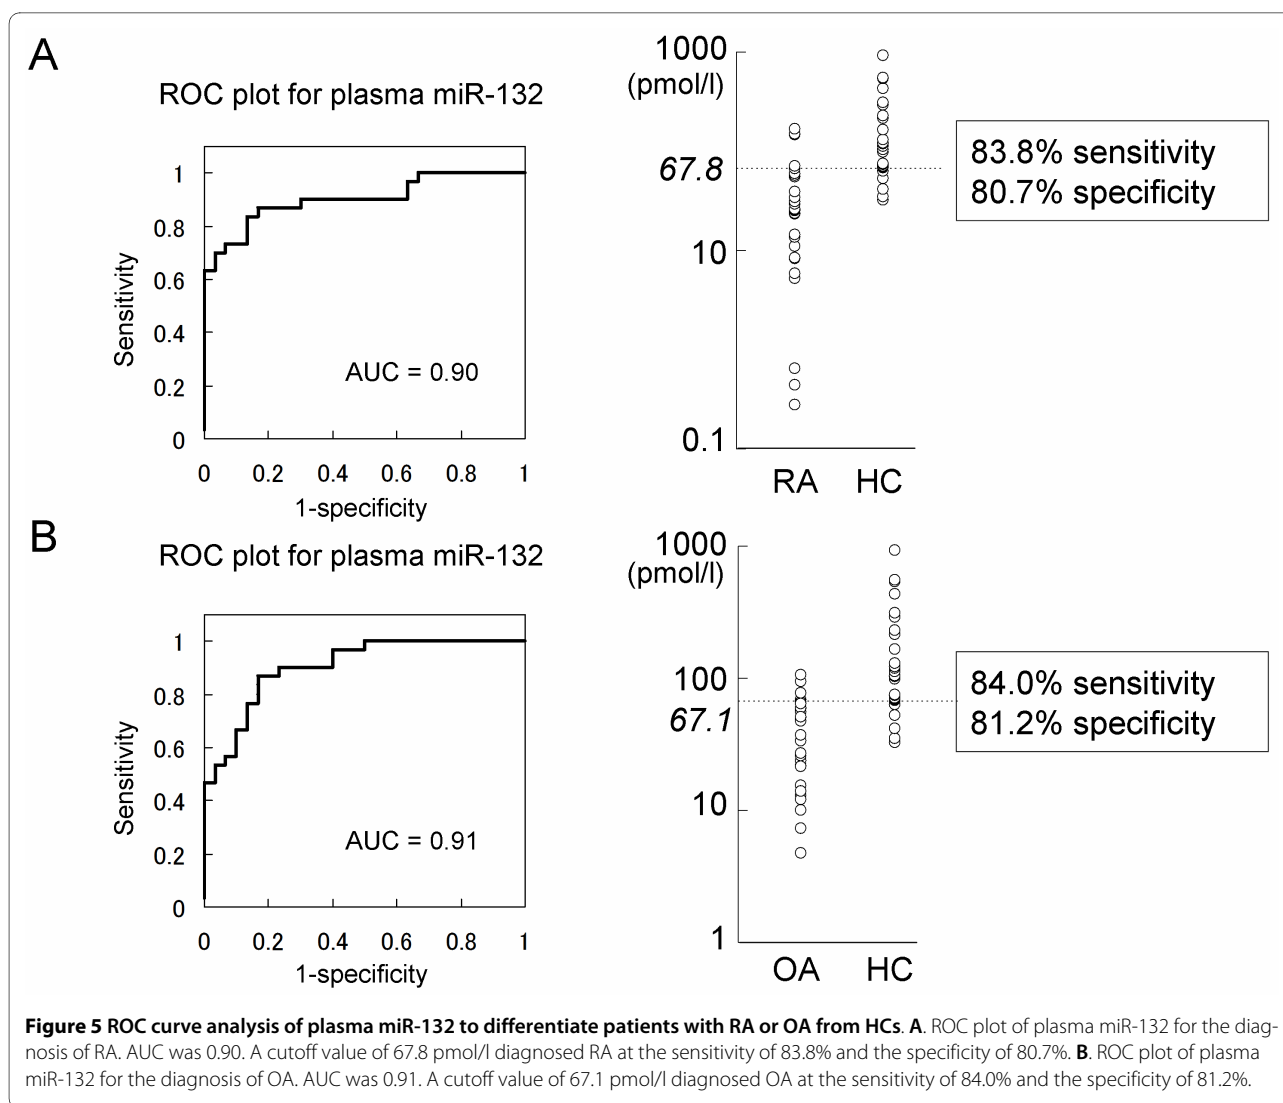 A
ROC plot for plasma miR-132
Sensitivity
1
0.8
0.6
0.4
0.2
0
AUC = 0.90
0 0.2 0.4 0.6 0.8 1
1-specificity
1000
(pmol/l)
67.8
10
0.1
RA HC
83.8% sensitivity
80.7% specificity
B
ROC plot for plasma miR-132
Sensitivity
1
0.8
0.6
0.4
0.2
0
AUC = 0.91
0 0.2 0.4 0.6 0.8 1
1-specificity
1000
(pmol/l)
100
67.1
10
1
OA HC
84.0% sensitivity
81.2% specificity
Figure 5 ROC curve analysis of plasma miR-132 to differentiate patients with RA or OA from HCs. A. ROC plot of plasma miR-132 for the diag-
nosis of RA. AUC was 0.90. A cutoff value of 67.8 pmol/l diagnosed RA at the sensitivity of 83.8% and the specificity of 80.7%. B. ROC plot of plasma
miR-132 for the diagnosis of OA. AUC was 0.91. A cutoff value of 67.1 pmol/l diagnosed OA at the sensitivity of 84.0% and the specificity of 81.2%.